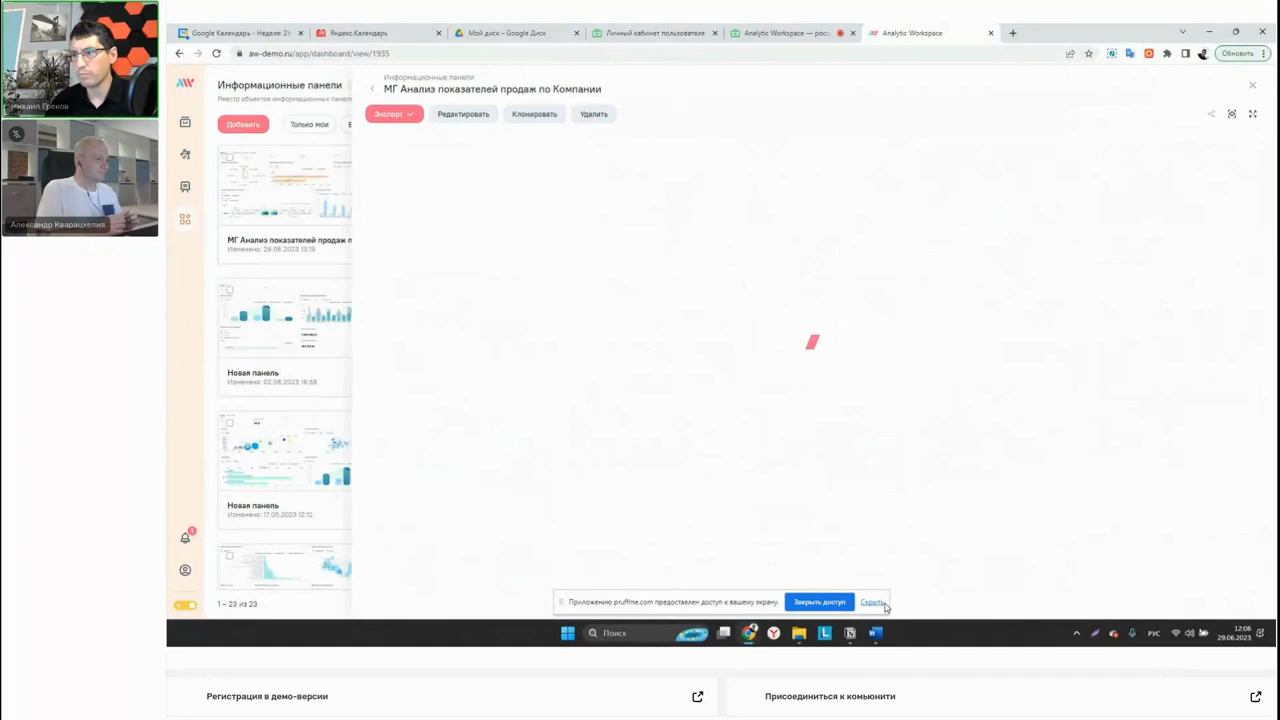 Михаил Греков
Александр Кварацхелия
Google Календарь - Неделя: 26
Яндекс.Календарь
Мой диск – Google Диск
Личный кабинет пользователя
Analytic Workspace — росс
Analytic Workspace
aw-demo.ru/app/dashboard/view/1935
Обновить
Информационные панели
Реестр объектов информационных панеле
Добавить
Только мои
МГ Анализ показателей продаж п
Изменено: 29.06.2023 13:19
Новая панель
Изменено: 02.06.2023 16:58
Новая панель
Изменено: 17.05.2023 12:12
1 – 23 из 23
Информационные панели
МГ Анализ показателей продаж по Компании
Экспорт
Редактировать
Клонировать
Удалить
Приложению pruffme.com предоставлен доступ к вашему экрану.
Закрыть доступ
Скрыть
Поиск
РУС
12:06
29.06.2023
Регистрация в демо-версии
Присоединиться к комьюнити